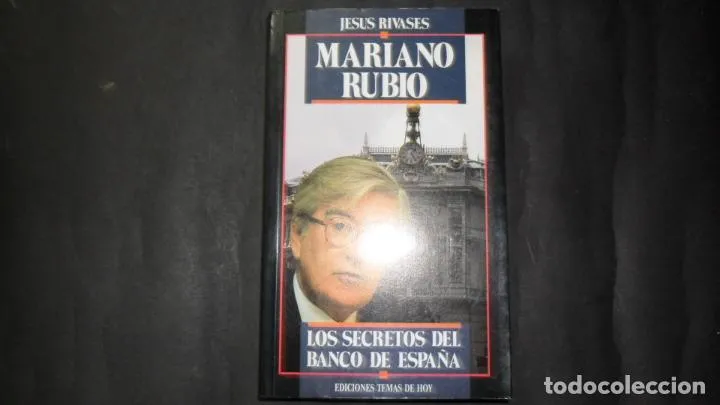 JESUS RIVASES
MARIANO
RUBIO
LOS SECRETOS DEL
BANCO DE ESPAÑA
EDICIONES TEMAS DE HOY
todocoleccion